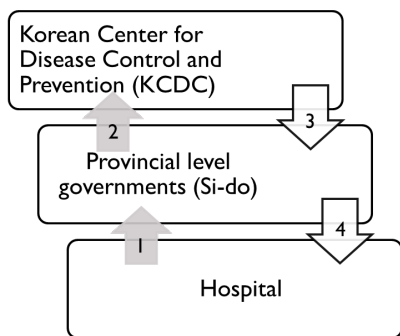 Korean Center for
Disease Control and
Prevention (KCDC)
3
2
Provincial level
governments (Si-do)
4
1
Hospital